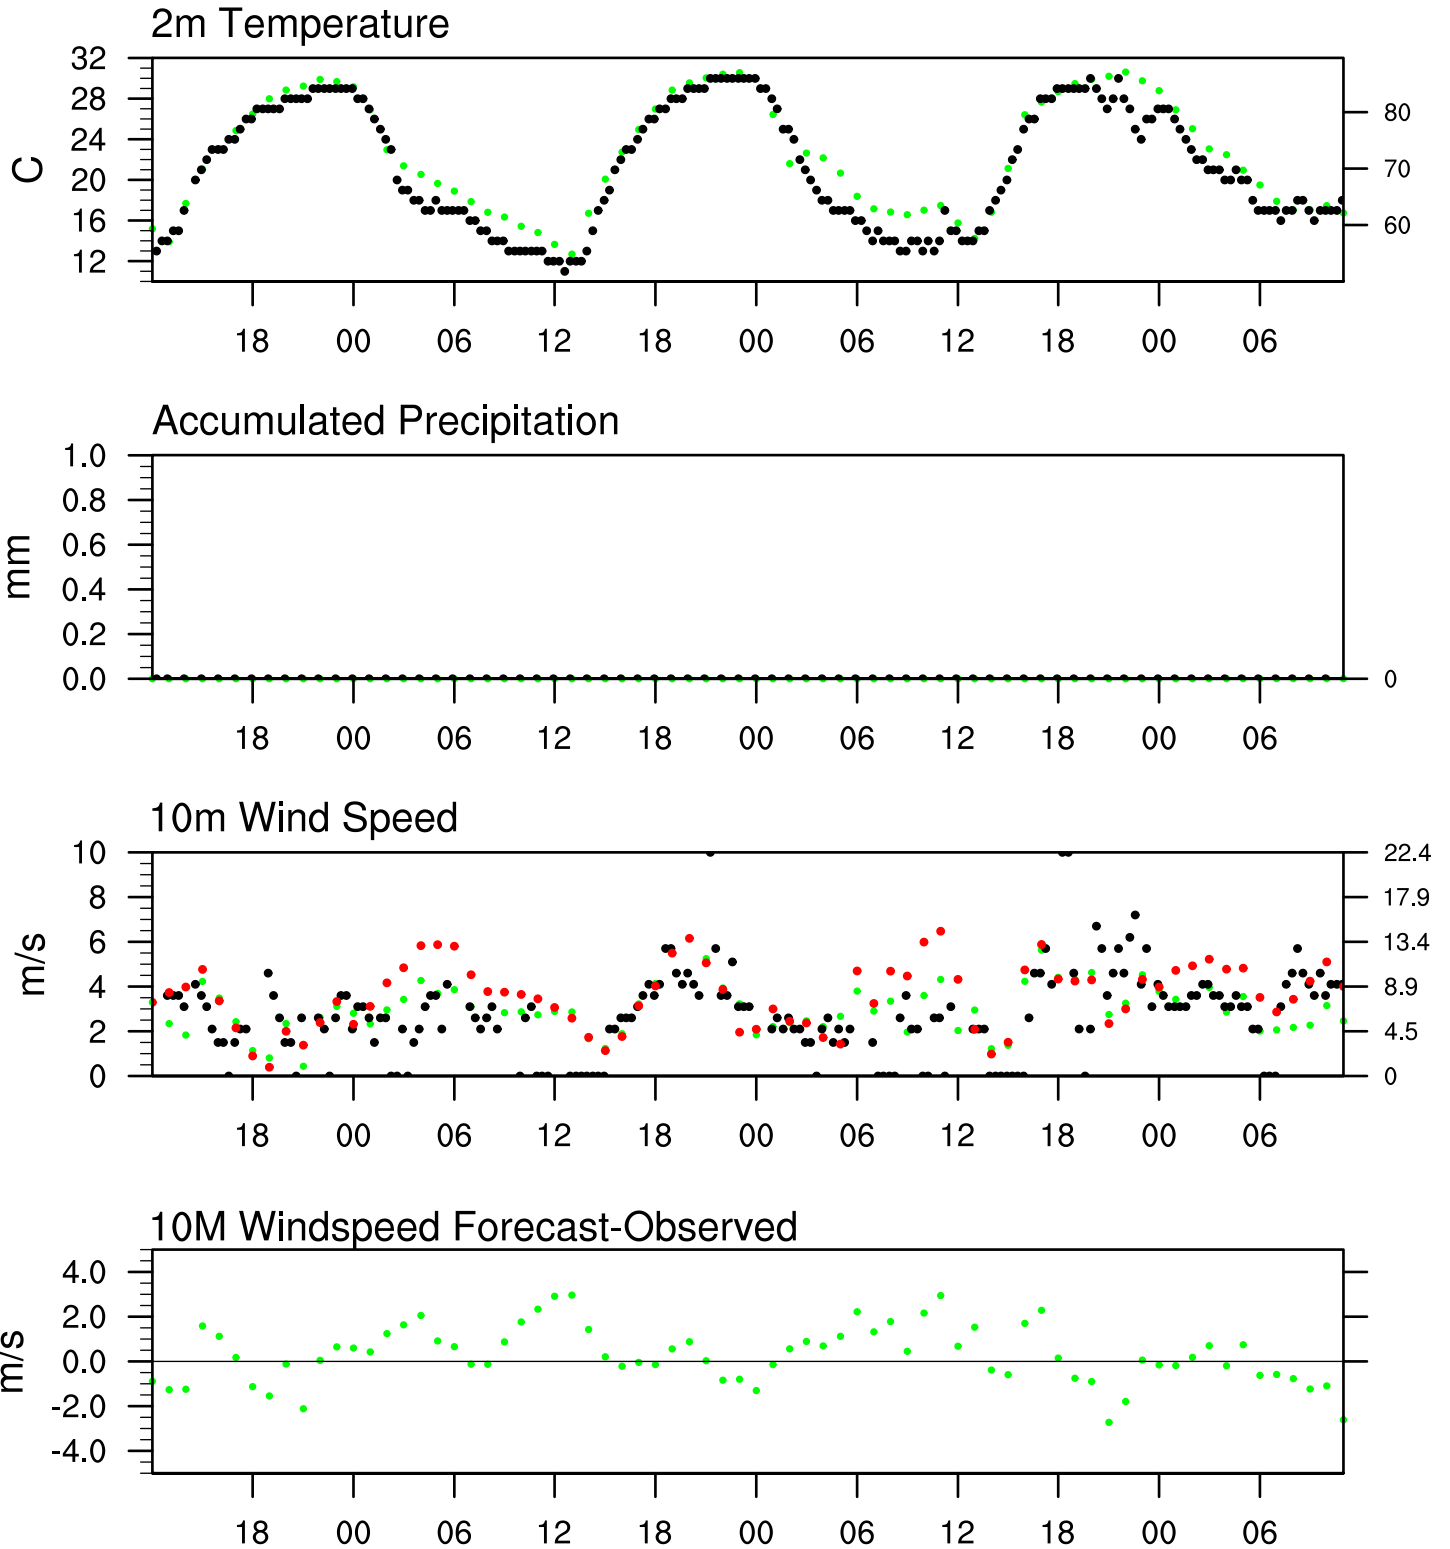 2m Temperature
32
28
24
20
16
12
C
80
70
60
18 00 06 12 18 00 06 12 18 00 06
Accumulated Precipitation
1.0
0.8
0.6
0.4
0.2
0.0
mm
0
18 00 06 12 18 00 06 12 18 00 06
10m Wind Speed
10
8
6
4
2
0
m/s
22.4
17.9
13.4
8.9
4.5
0
18 00 06 12 18 00 06 12 18 00 06
10M Windspeed Forecast-Observed
4.0
2.0
0.0
-2.0
-4.0
m/s
18 00 06 12 18 00 06 12 18 00 06